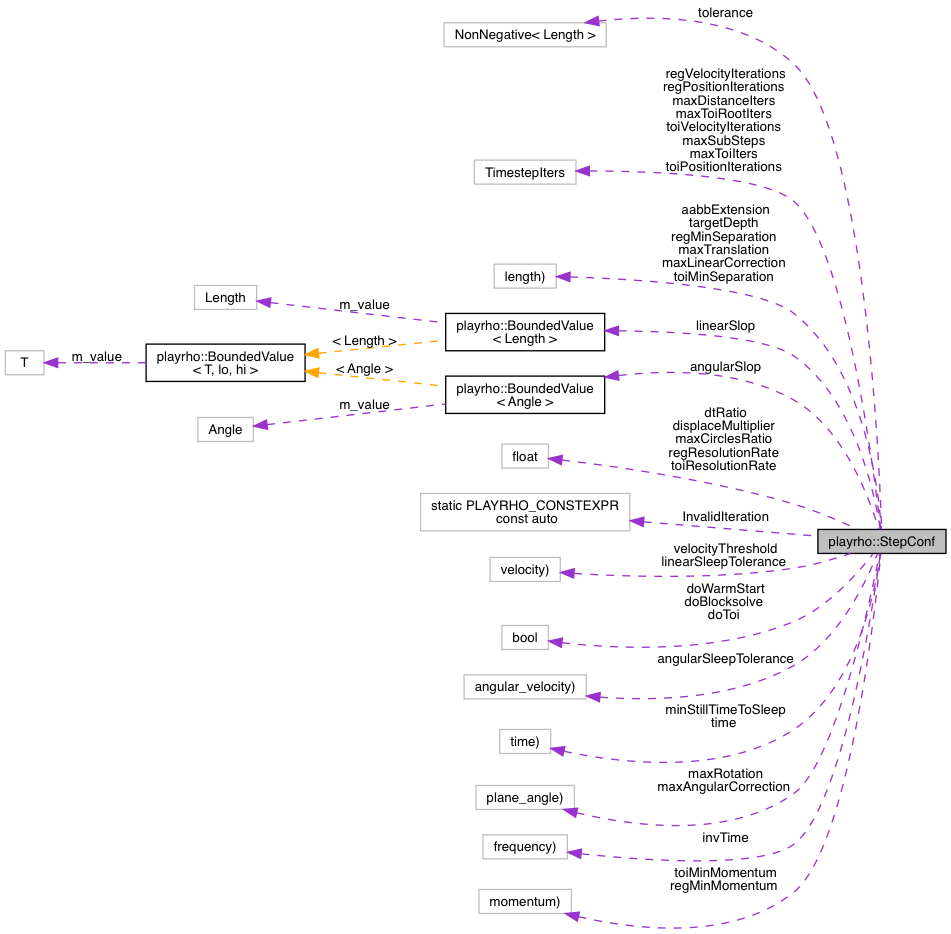 tolerance
NonNegative< Length >
regVelocityIterations
regPositionIterations
maxDistanceIters
maxToiRootIters
toiVelocityIterations
maxSubSteps
maxToiIters
toiPositionIterations
TimestepIters
aabbExtension
targetDepth
regMinSeparation
maxTranslation
maxLinearCorrection
toiMinSeparation
length)
Length
m_value
playrho::BoundedValue
< Length >
linearSlop
< Length >
T
m_value
playrho::BoundedValue
< T, lo, hi >
< Angle >
angularSlop
playrho::BoundedValue
< Angle >
m_value
Angle
dtRatio
displaceMultiplier
maxCirclesRatio
regResolutionRate
toiResolutionRate
float
static PLAYRHO_CONSTEXPR
const auto
InvalidIteration
playrho::StepConf
velocityThreshold
linearSleepTolerance
velocity)
doWarmStart
doBlocksolve
doToi
bool
angularSleepTolerance
angular_velocity)
minStillTimeToSleep
time
time)
maxRotation
maxAngularCorrection
plane_angle)
invTime
frequency)
toiMinMomentum
regMinMomentum
momentum)